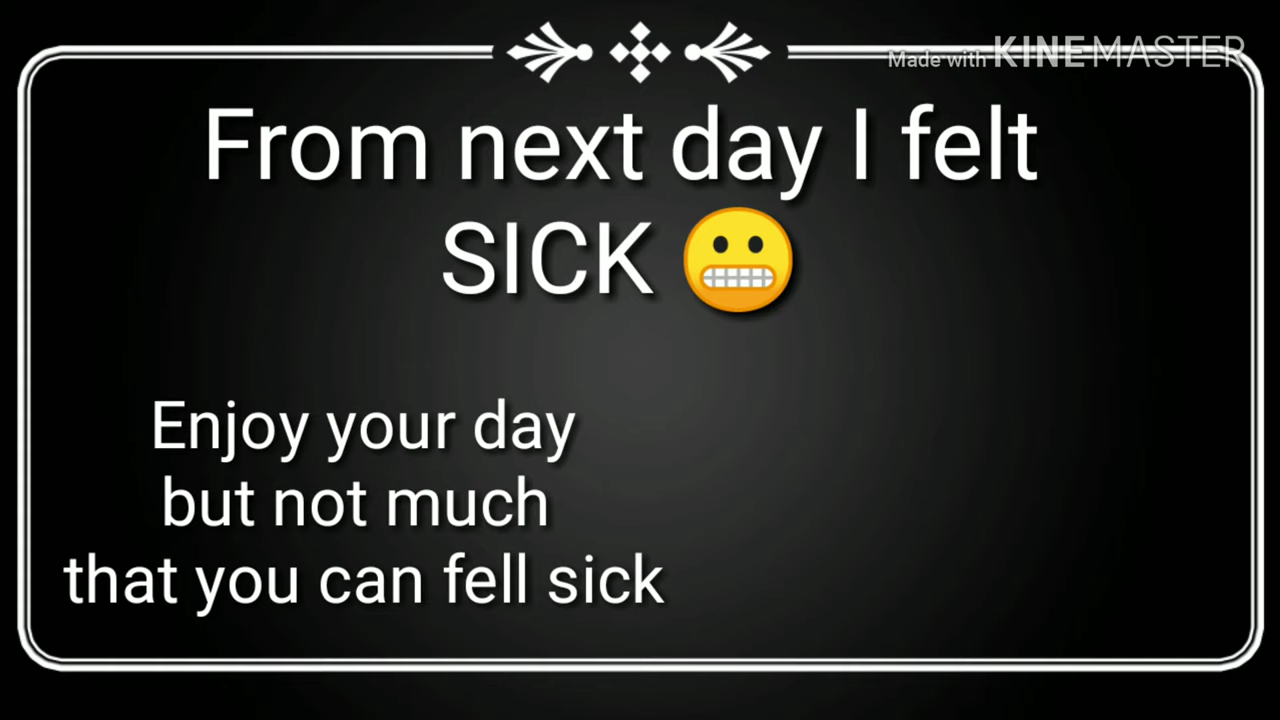 Made with KINEMASTER
From next day I felt
SICK 😬
Enjoy your day
but not much
that you can fell sick